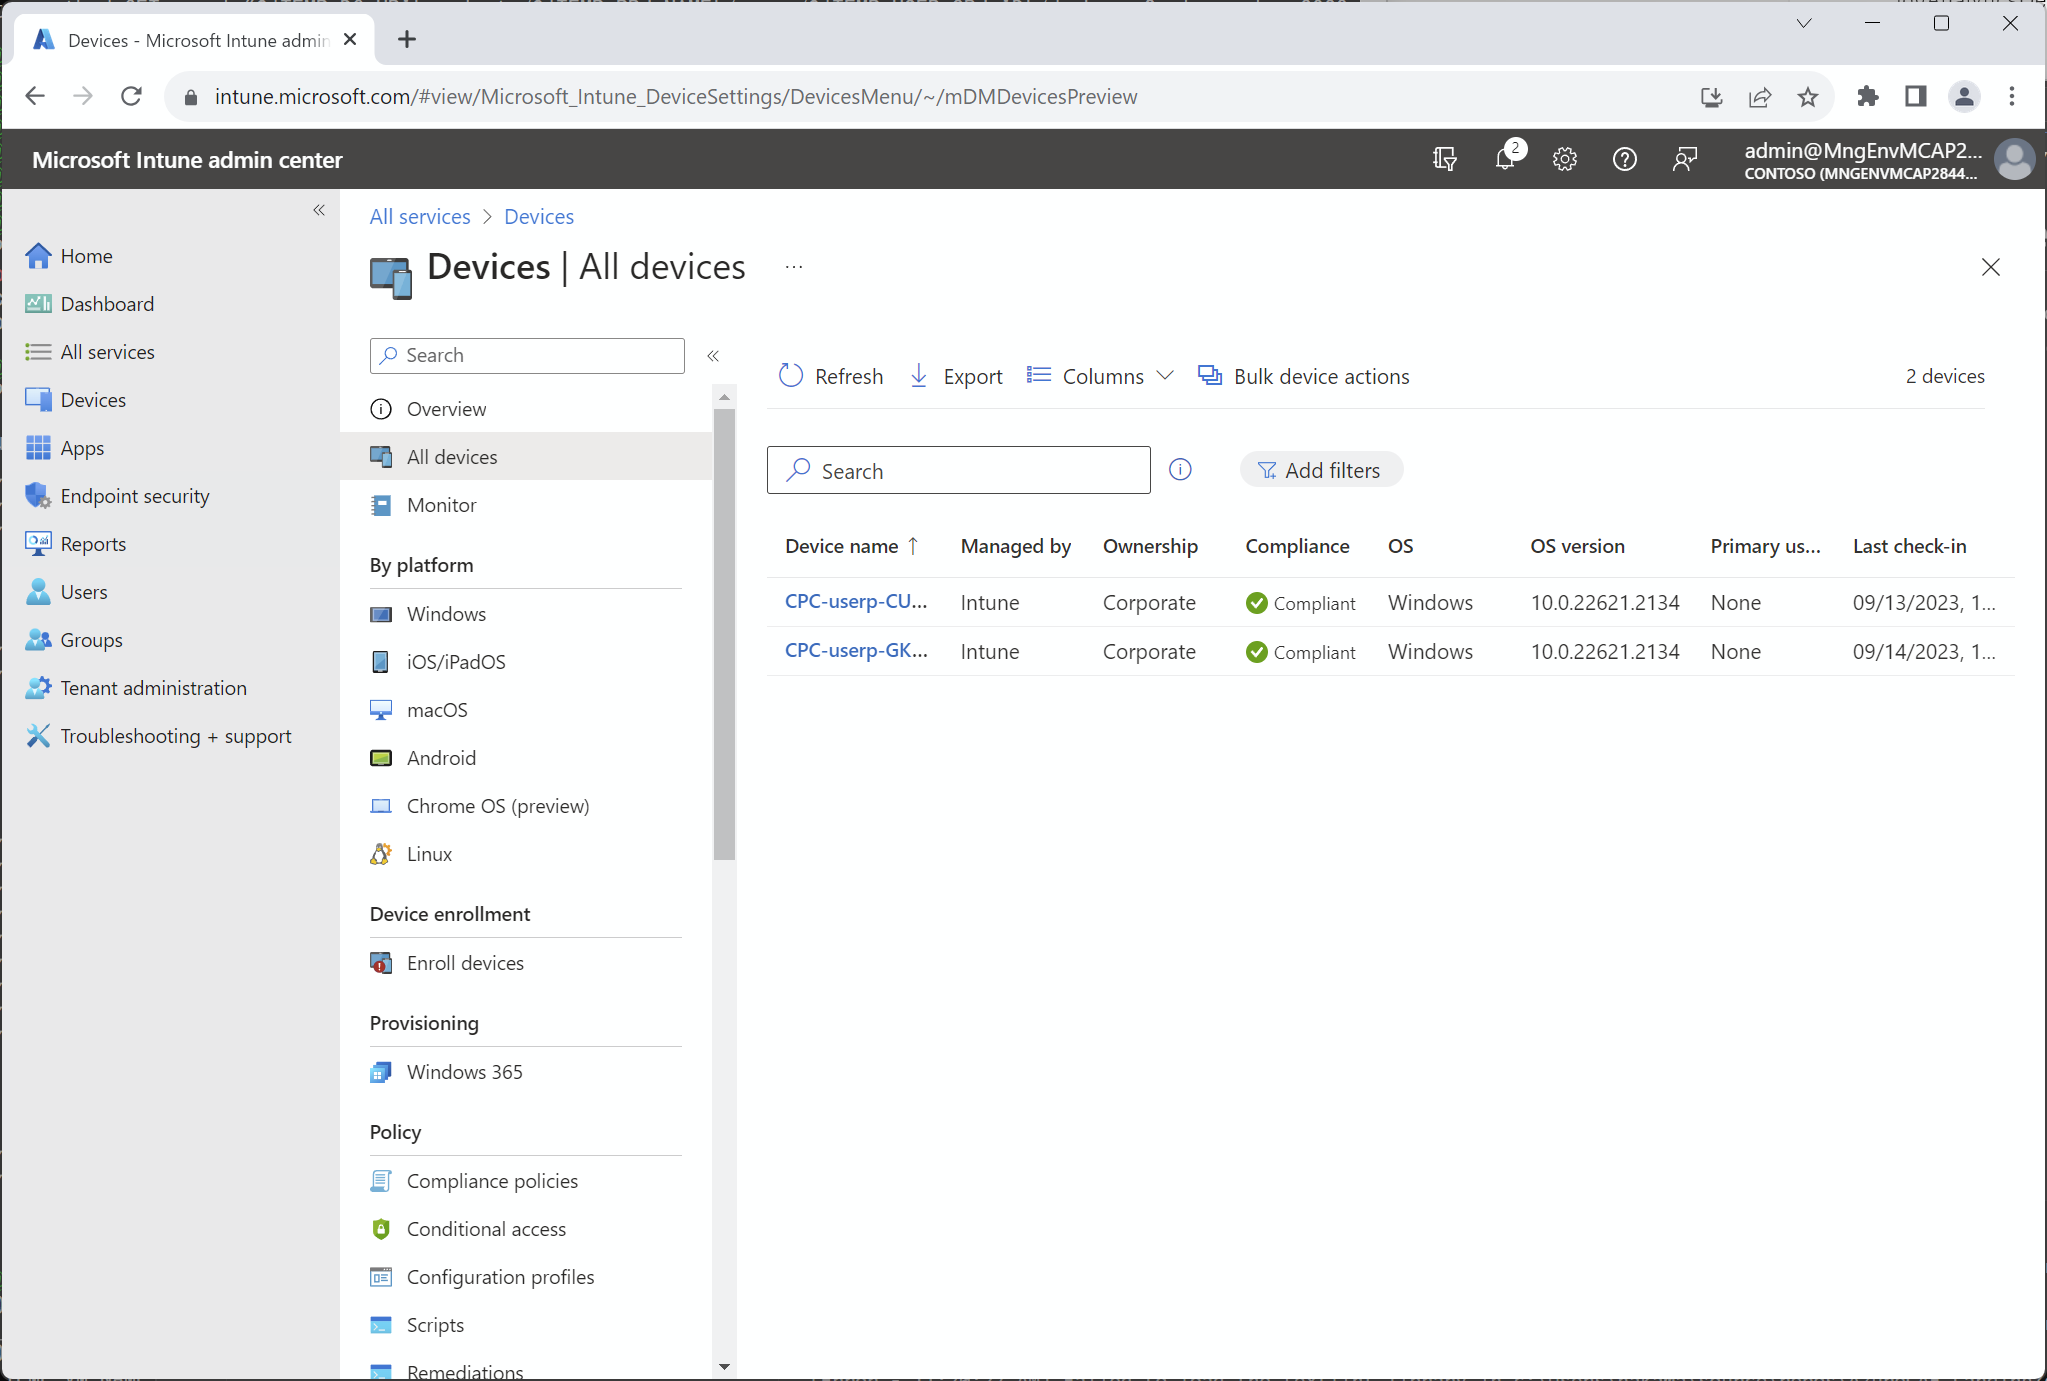 Devices - Microsoft Intune admin
intune.microsoft.com/#view/Microsoft_Intune_DeviceSettings/DevicesMenu/~/mDMDevicesPreview
Microsoft Intune admin center
2
admin@MngEnvMCAP2...
CONTOSO (MNGENVMCAP2844...
Home
Dashboard
All services
Devices
Apps
Endpoint security
Reports
Users
Groups
Tenant administration
Troubleshooting + support
All services > Devices
Devices | All devices ...
Search
Overview
All devices
Monitor
By platform
Windows
iOS/iPadOS
macOS
Android
Chrome OS (preview)
Linux
Device enrollment
Enroll devices
Provisioning
Windows 365
Policy
Compliance policies
Conditional access
Configuration profiles
Scripts
Remediations
Refresh Export Columns Bulk device actions 2 devices
Search Add filters
Device name ↑ Managed by Ownership Compliance OS OS version Primary us... Last check-in
CPC-userp-CU... Intune Corporate Compliant Windows 10.0.22621.2134 None 09/13/2023, 1...
CPC-userp-GK... Intune Corporate Compliant Windows 10.0.22621.2134 None 09/14/2023, 1...